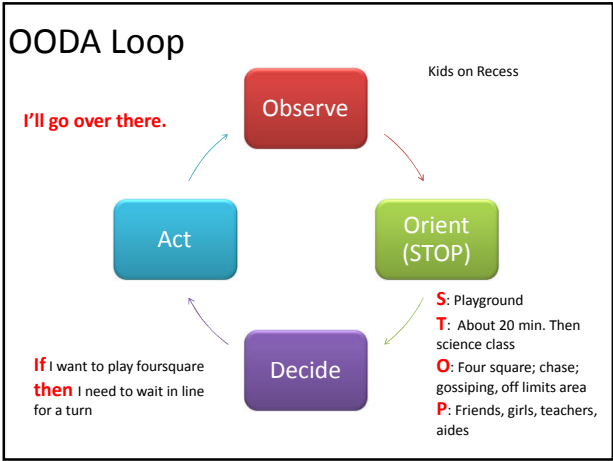 OODA Loop
Kids on Recess
Observe
I'll go over there.
Act
Orient
(STOP)
S: Playground
T: About 20 min. Then
science class
O: Four square; chase;
gossiping, off limits area
P: Friends, girls, teachers,
aides
Decide
If I want to play foursquare
then I need to wait in line
for a turn